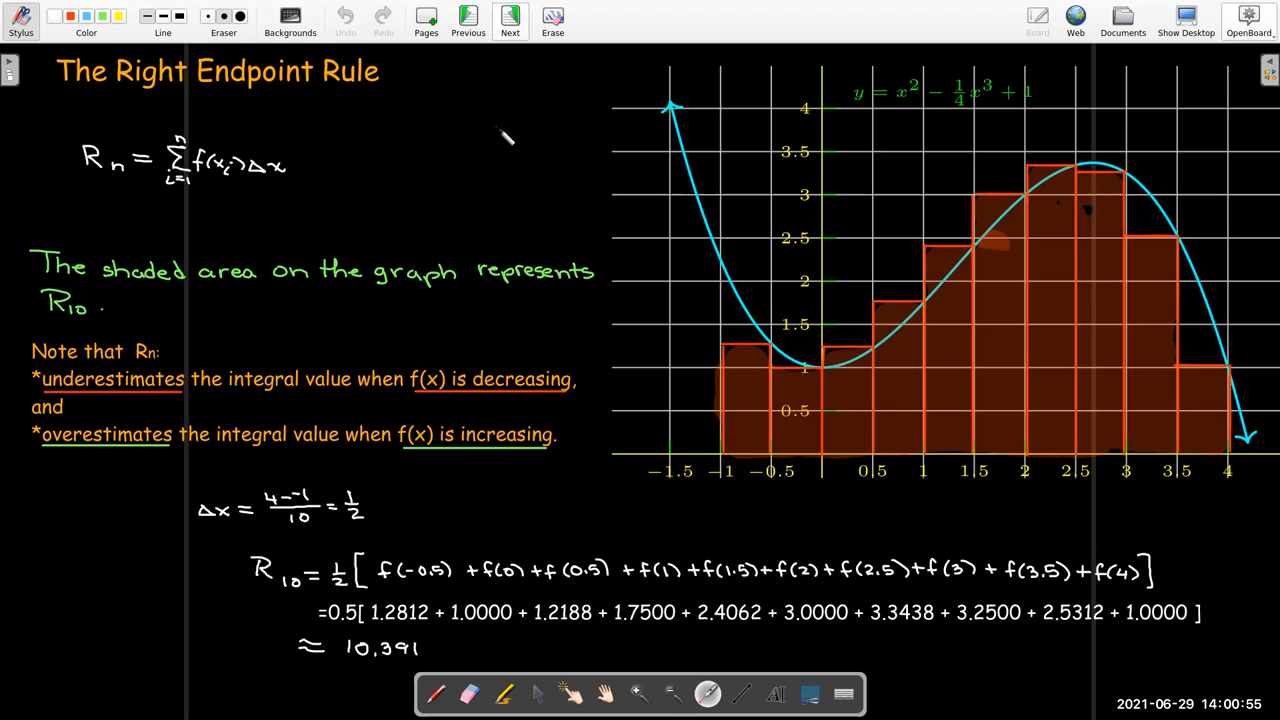 Stylus Color Line Eraser Backgrounds Undo Redo Pages Previous Next Erase Board Web Documents Show Desktop OpenBoard
The Right Endpoint Rule
R n = n Σ i=1 f(xi) Δx
The shaded area on the graph represents
R10 .
Note that Rn:
*underestimates the integral value when f(x) is decreasing,
and
*overestimates the integral value when f(x) is increasing.
y = x² − 1/4 x³ + 1
4
3.5
3
2.5
2
1.5
1
0.5
−1.5 −1 −0.5 0.5 1 1.5 2 2.5 3 3.5 4
Δx = 4--1/10 = 1/2
R 10 = 1/2 [ f(-0.5) + f(0) + f(0.5) + f(1) + f(1.5) + f(2) + f(2.5) + f(3) + f(3.5) + f(4) ]
=0.5[ 1.2812 + 1.0000 + 1.2188 + 1.7500 + 2.4062 + 3.0000 + 3.3438 + 3.2500 + 2.5312 + 1.0000 ]
≈ 10.391
AI
2021-06-29 14:00:55